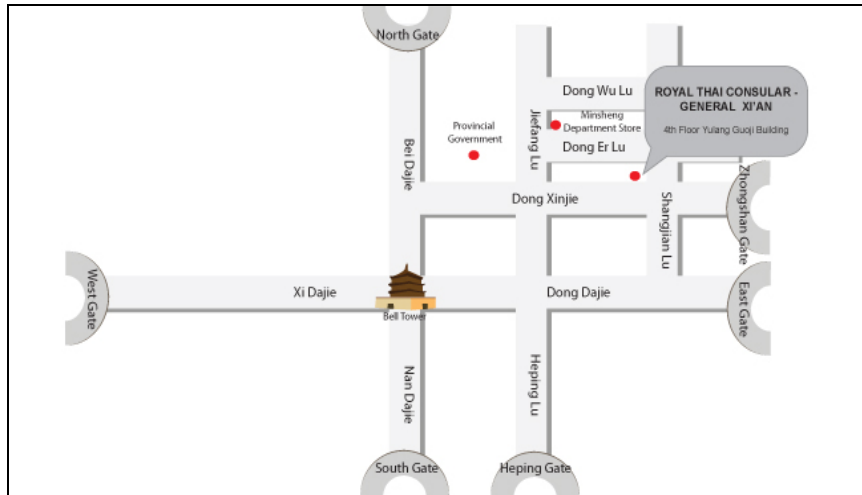 North Gate
Dong Wu Lu
ROYAL THAI CONSULAR -
GENERAL XI'AN
4th Floor Yulang Guoji Building
Minsheng
Department Store
Provincial
Government
Jiefang Lu
Bei Dajie
Dong Er Lu
Dong Xinjie
Shangjian Lu
Zhongshan Gate
West Gate
Xi Dajie
Bell Tower
Dong Dajie
East Gate
Nan Dajie
Heping Lu
South Gate
Heping Gate